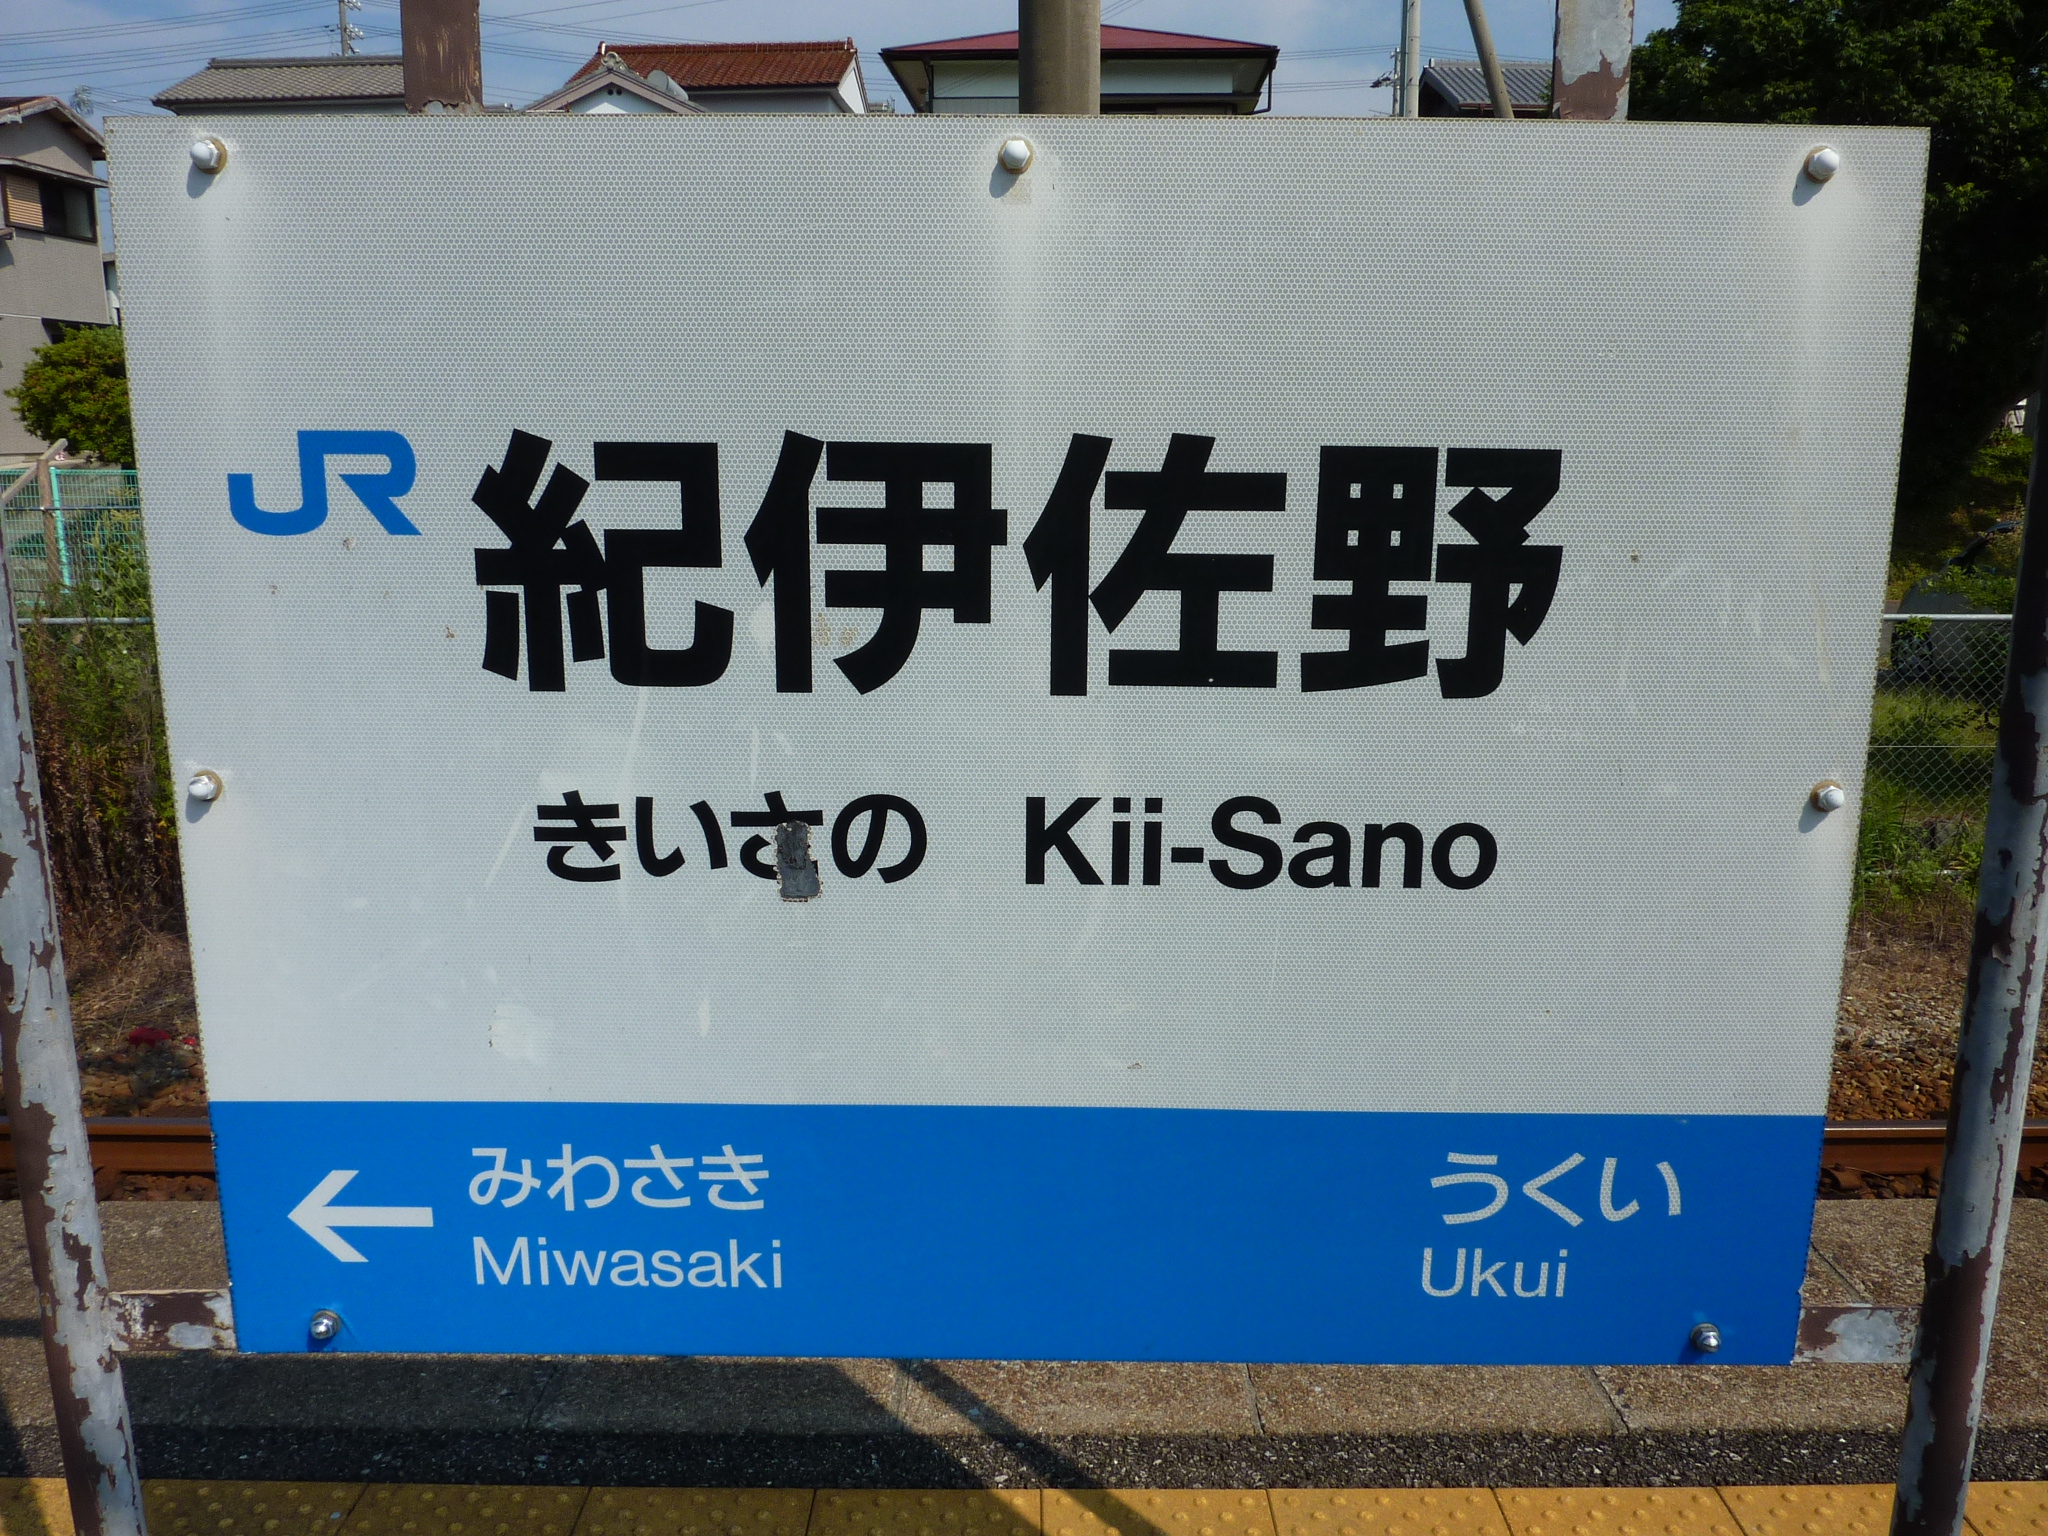 JR 紀伊佐野
きいさの Kii-Sano
← みわさき うくい
Miwasaki Ukui